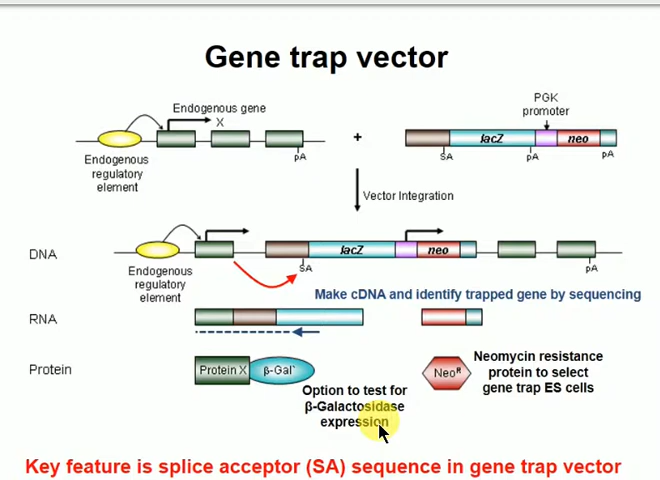 Gene trap vector
Endogenous gene
X
pA
Endogenous
regulatory
element
+
PGK
promoter
lacZ
neo
SA
pA
pA
Vector Integration
DNA
lacZ
neo
SA
pA
Endogenous
regulatory
element
Make cDNA and identify trapped gene by sequencing
RNA
Protein
Protein X
β-Gal`
Option to test for
β-Galactosidase
expression
Neoᴿ
Neomycin resistance
protein to select
gene trap ES cells
Key feature is splice acceptor (SA) sequence in gene trap vector